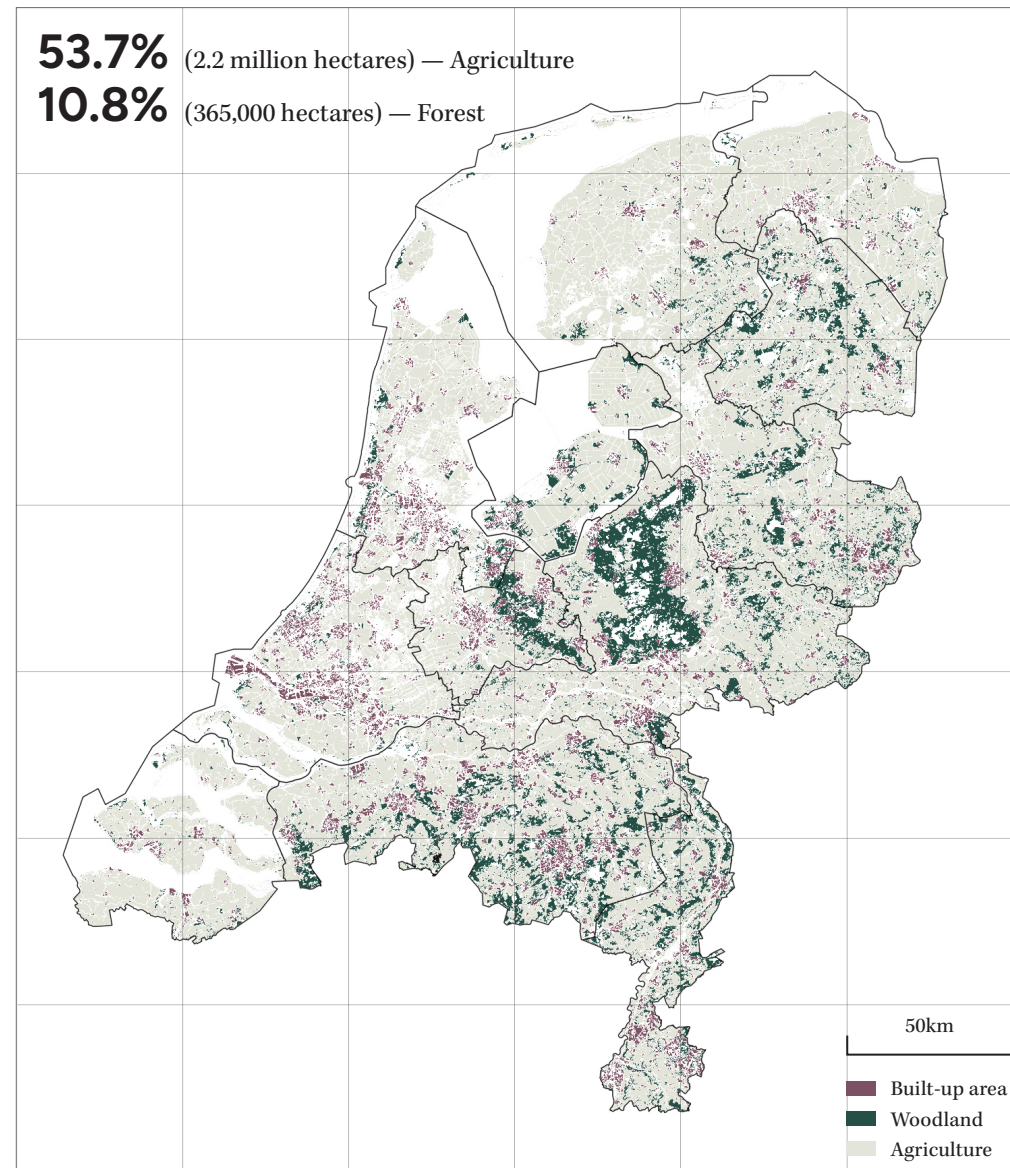 53.7% (2.2 million hectares) — Agriculture
10.8% (365,000 hectares) — Forest
50km
Built-up area
Woodland
Agriculture